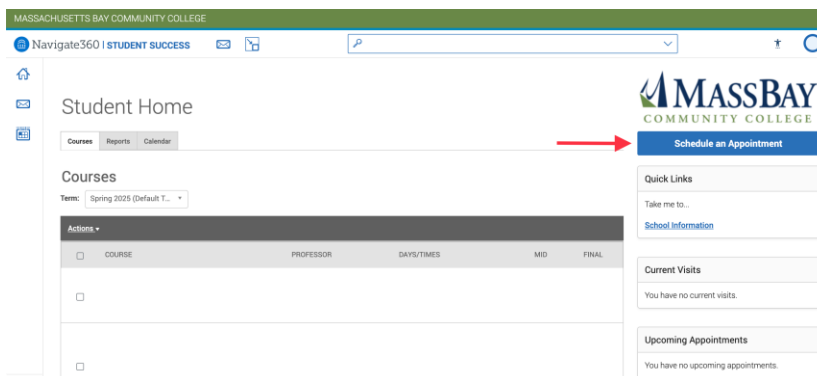 MASSACHUSETTS BAY COMMUNITY COLLEGE
Navigate360 | STUDENT SUCCESS
MASSBAY
COMMUNITY COLLEGE
Student Home
Schedule an Appointment
Courses Reports Calendar
Courses
Term: Spring 2025 (Default T...
Quick Links
Take me to...
School Information
Actions
COURSE PROFESSOR DAYS/TIMES MID FINAL
Current Visits
You have no current visits.
Upcoming Appointments
You have no upcoming appointments.